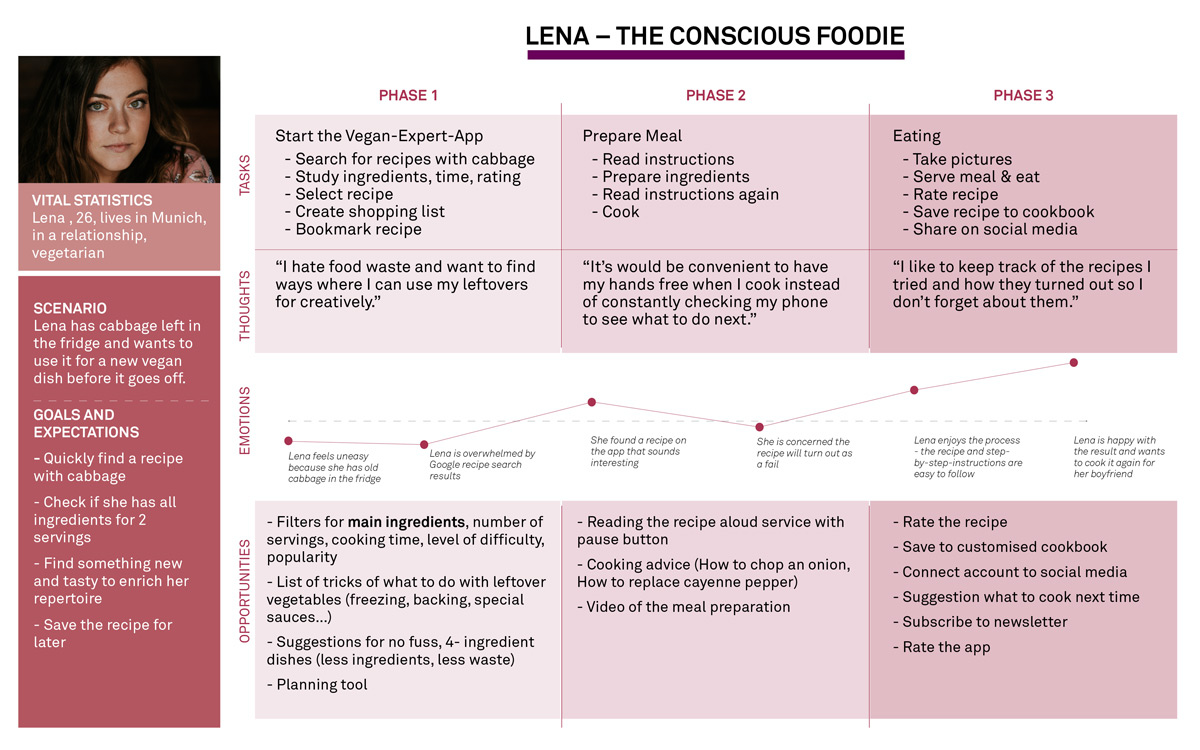 LENA – THE CONSCIOUS FOODIE
VITAL STATISTICS
Lena , 26, lives in Munich,
in a relationship,
vegetarian
SCENARIO
Lena has cabbage left in
the fridge and wants to
use it for a new vegan
dish before it goes off.
GOALS AND
EXPECTATIONS
- Quickly find a recipe
with cabbage
- Check if she has all
ingredients for 2
servings
- Find something new
and tasty to enrich her
repertoire
- Save the recipe for
later
PHASE 1
PHASE 2
PHASE 3
TASKS
Start the Vegan-Expert-App
- Search for recipes with cabbage
- Study ingredients, time, rating
- Select recipe
- Create shopping list
- Bookmark recipe
Prepare Meal
- Read instructions
- Prepare ingredients
- Read instructions again
- Cook
Eating
- Take pictures
- Serve meal & eat
- Rate recipe
- Save recipe to cookbook
- Share on social media
THOUGHTS
“I hate food waste and want to find
ways where I can use my leftovers
for creatively.”
“It’s would be convenient to have
my hands free when I cook instead
of constantly checking my phone
to see what to do next.”
“I like to keep track of the recipes I
tried and how they turned out so I
don’t forget about them.”
EMOTIONS
Lena feels uneasy
because she has old
cabbage in the fridge
Lena is overwhelmed by
Google recipe search
results
She found a recipe on
the app that sounds
interesting
She is concerned the
recipe will turn out as
a fail
Lena enjoys the process
- the recipe and step-
by-step-instructions are
easy to follow
Lena is happy with
the result and wants
to cook it again for
her boyfriend
OPPORTUNITIES
- Filters for main ingredients, number of
servings, cooking time, level of difficulty,
popularity
- List of tricks of what to do with leftover
vegetables (freezing, backing, special
sauces...)
- Suggestions for no fuss, 4- ingredient
dishes (less ingredients, less waste)
- Planning tool
- Reading the recipe aloud service with
pause button
- Cooking advice (How to chop an onion,
How to replace cayenne pepper)
- Video of the meal preparation
- Rate the recipe
- Save to customised cookbook
- Connect account to social media
- Suggestion what to cook next time
- Subscribe to newsletter
- Rate the app